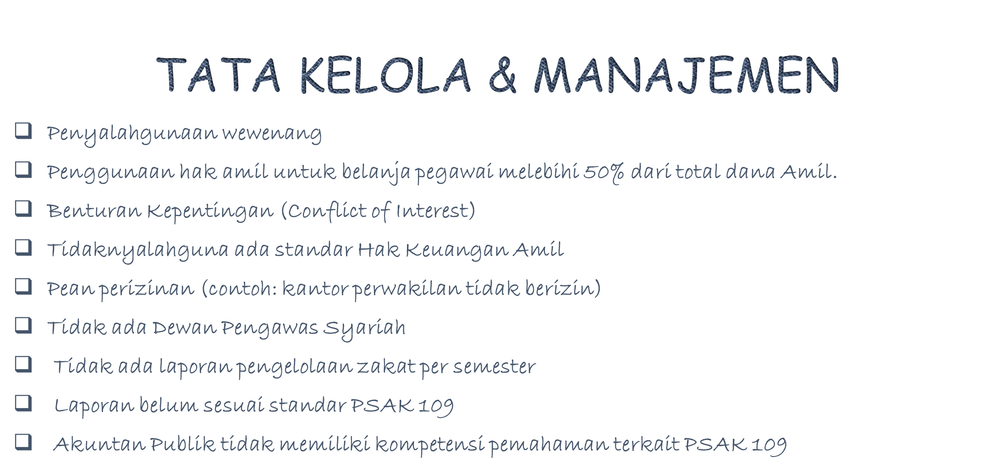 TATA KELOLA & MANAJEMEN
Penyalahgunaan wewenang
Penggunaan hak amil untuk belanja pegawai melebihi 50% dari total dana Amil.
Benturan Kepentingan (Conflict of Interest)
Tidaknyalahguna ada standar Hak Keuangan Amil
Pean perizinan (contoh: kantor perwakilan tidak berizin)
Tidak ada Dewan Pengawas Syariah
Tidak ada laporan pengelolaan zakat per semester
Laporan belum sesuai standar PSAK 109
Akuntan Publik tidak memiliki kompetensi pemahaman terkait PSAK 109